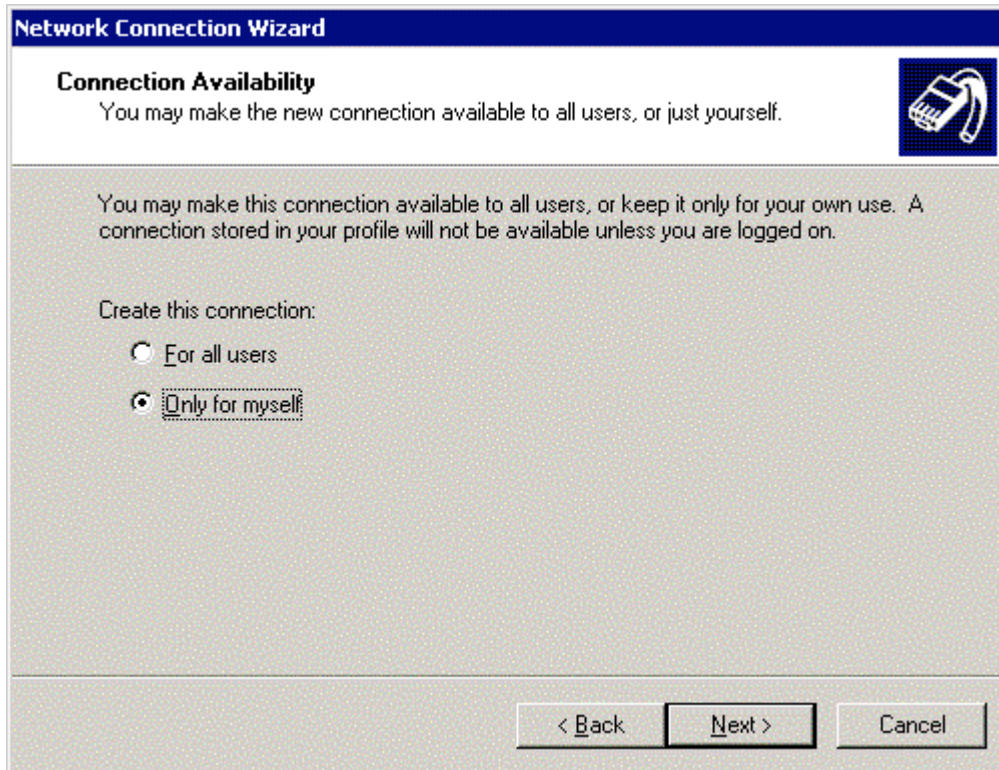 Network Connection Wizard
Connection Availability
You may make the new connection available to all users, or just yourself.
You may make this connection available to all users, or keep it only for your own use.  A
connection stored in your profile will not be available unless you are logged on.
Create this connection:
For all users
Only for myself
< Back
Next >
Cancel